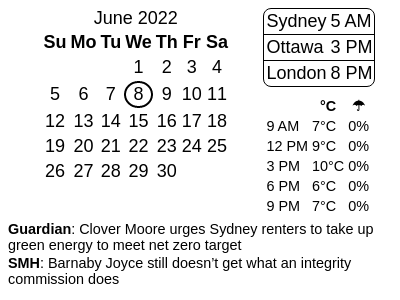 June 2022
Su Mo Tu We Th Fr Sa
1 2 3 4
5 6 7 8 9 10 11
12 13 14 15 16 17 18
19 20 21 22 23 24 25
26 27 28 29 30
Sydney 5 AM
Ottawa 3 PM
London 8 PM
°C ☂
9 AM 7°C 0%
12 PM 9°C 0%
3 PM 10°C 0%
6 PM 6°C 0%
9 PM 7°C 0%
Guardian: Clover Moore urges Sydney renters to take up
green energy to meet net zero target
SMH: Barnaby Joyce still doesn’t get what an integrity
commission does